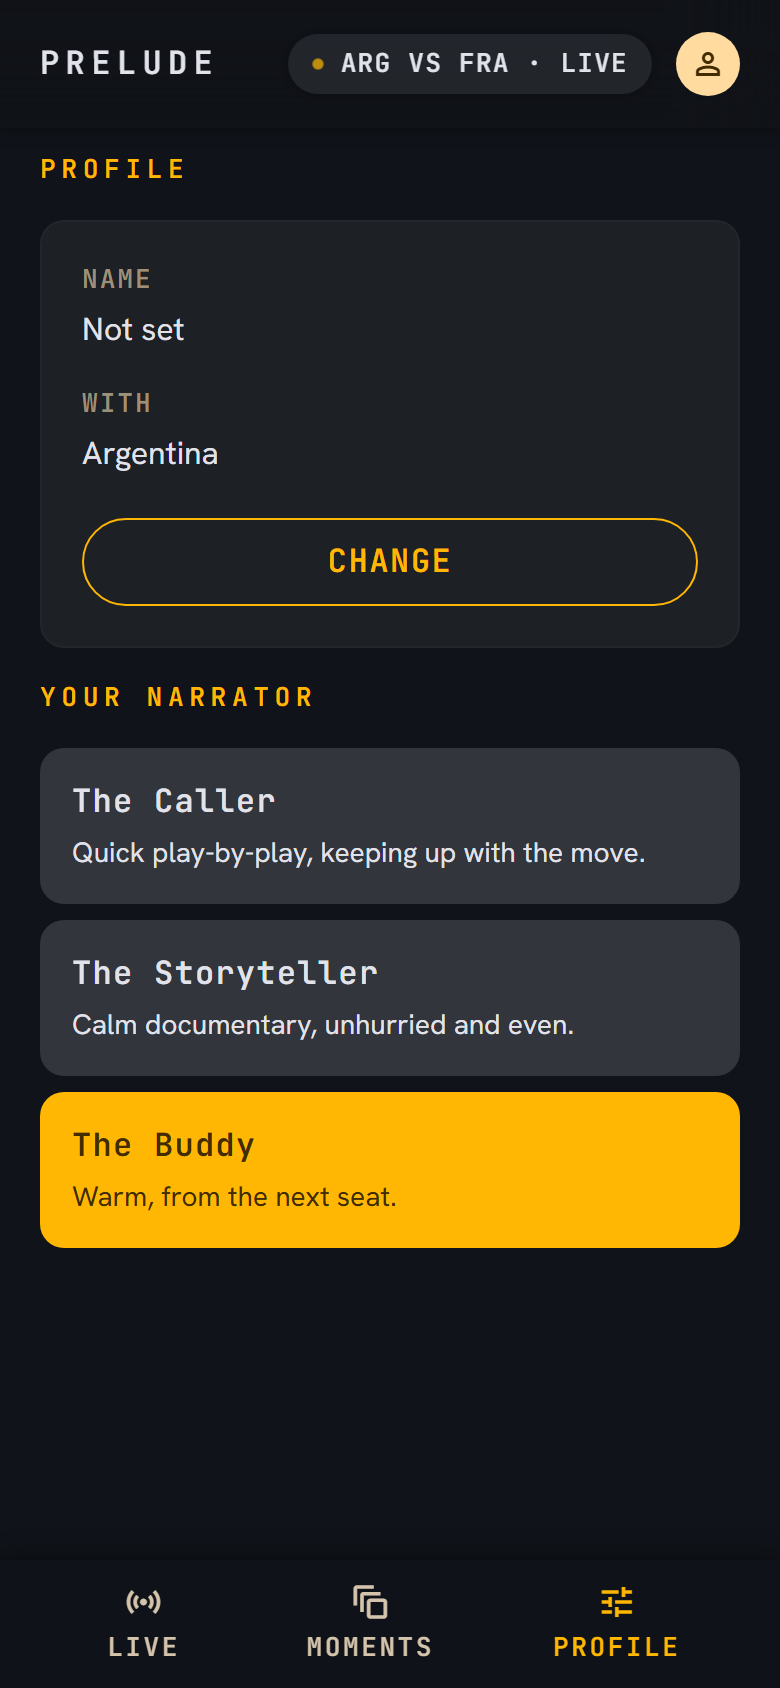 PRELUDE
ARG VS FRA · LIVE
PROFILE
NAME
Not set
WITH
Argentina
CHANGE
YOUR NARRATOR
The Caller
Quick play-by-play, keeping up with the move.
The Storyteller
Calm documentary, unhurried and even.
The Buddy
Warm, from the next seat.
LIVE
MOMENTS
PROFILE